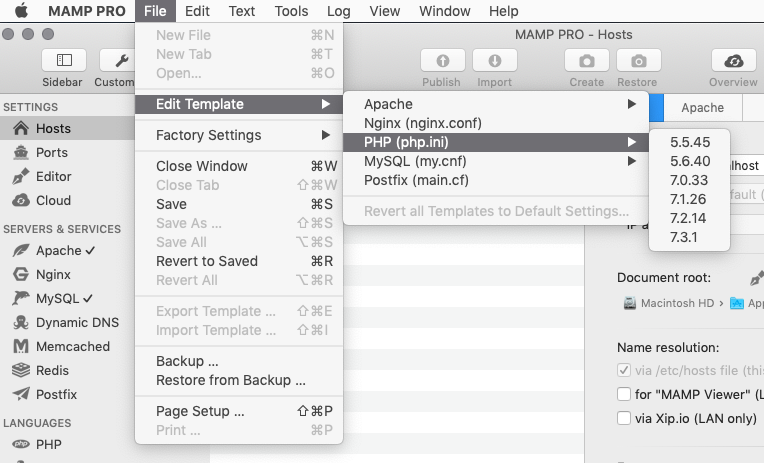 MAMP PRO File Edit Text Tools Log View Window Help
MAMP PRO - Hosts
Sidebar Custom Publish Import Create Restore Overview
SETTINGS
Hosts
Ports
Editor
Cloud
SERVERS & SERVICES
Apache ✓
Nginx
MySQL ✓
Dynamic DNS
Memcached
Redis
Postfix
LANGUAGES
PHP
New File ⌘N
New Tab ⌘T
Open... ⌘O
Edit Template ▶
Factory Settings ▶
Close Window ⌘W
Close Tab ⇧⌘W
Save ⌘S
Save As ... ⇧⌘S
Save All ⌥⌘S
Revert to Saved ⌘R
Revert All ⌥⌘R
Export Template ... ⇧⌘E
Import Template ... ⇧⌘I
Backup ...
Restore from Backup ...
Page Setup ... ⇧⌘P
Print ... ⌘P
Apache ▶
Nginx (nginx.conf)
PHP (php.ini) ▶
MySQL (my.cnf) ▶
Postfix (main.cf)
Revert all Templates to Default Settings...
5.5.45
5.6.40
7.0.33
7.1.26
7.2.14
7.3.1
Apache
lhost
fault (
IP a
Document root:
Macintosh HD › App
Name resolution:
via /etc/hosts file (this
for "MAMP Viewer" (L
via Xip.io (LAN only)